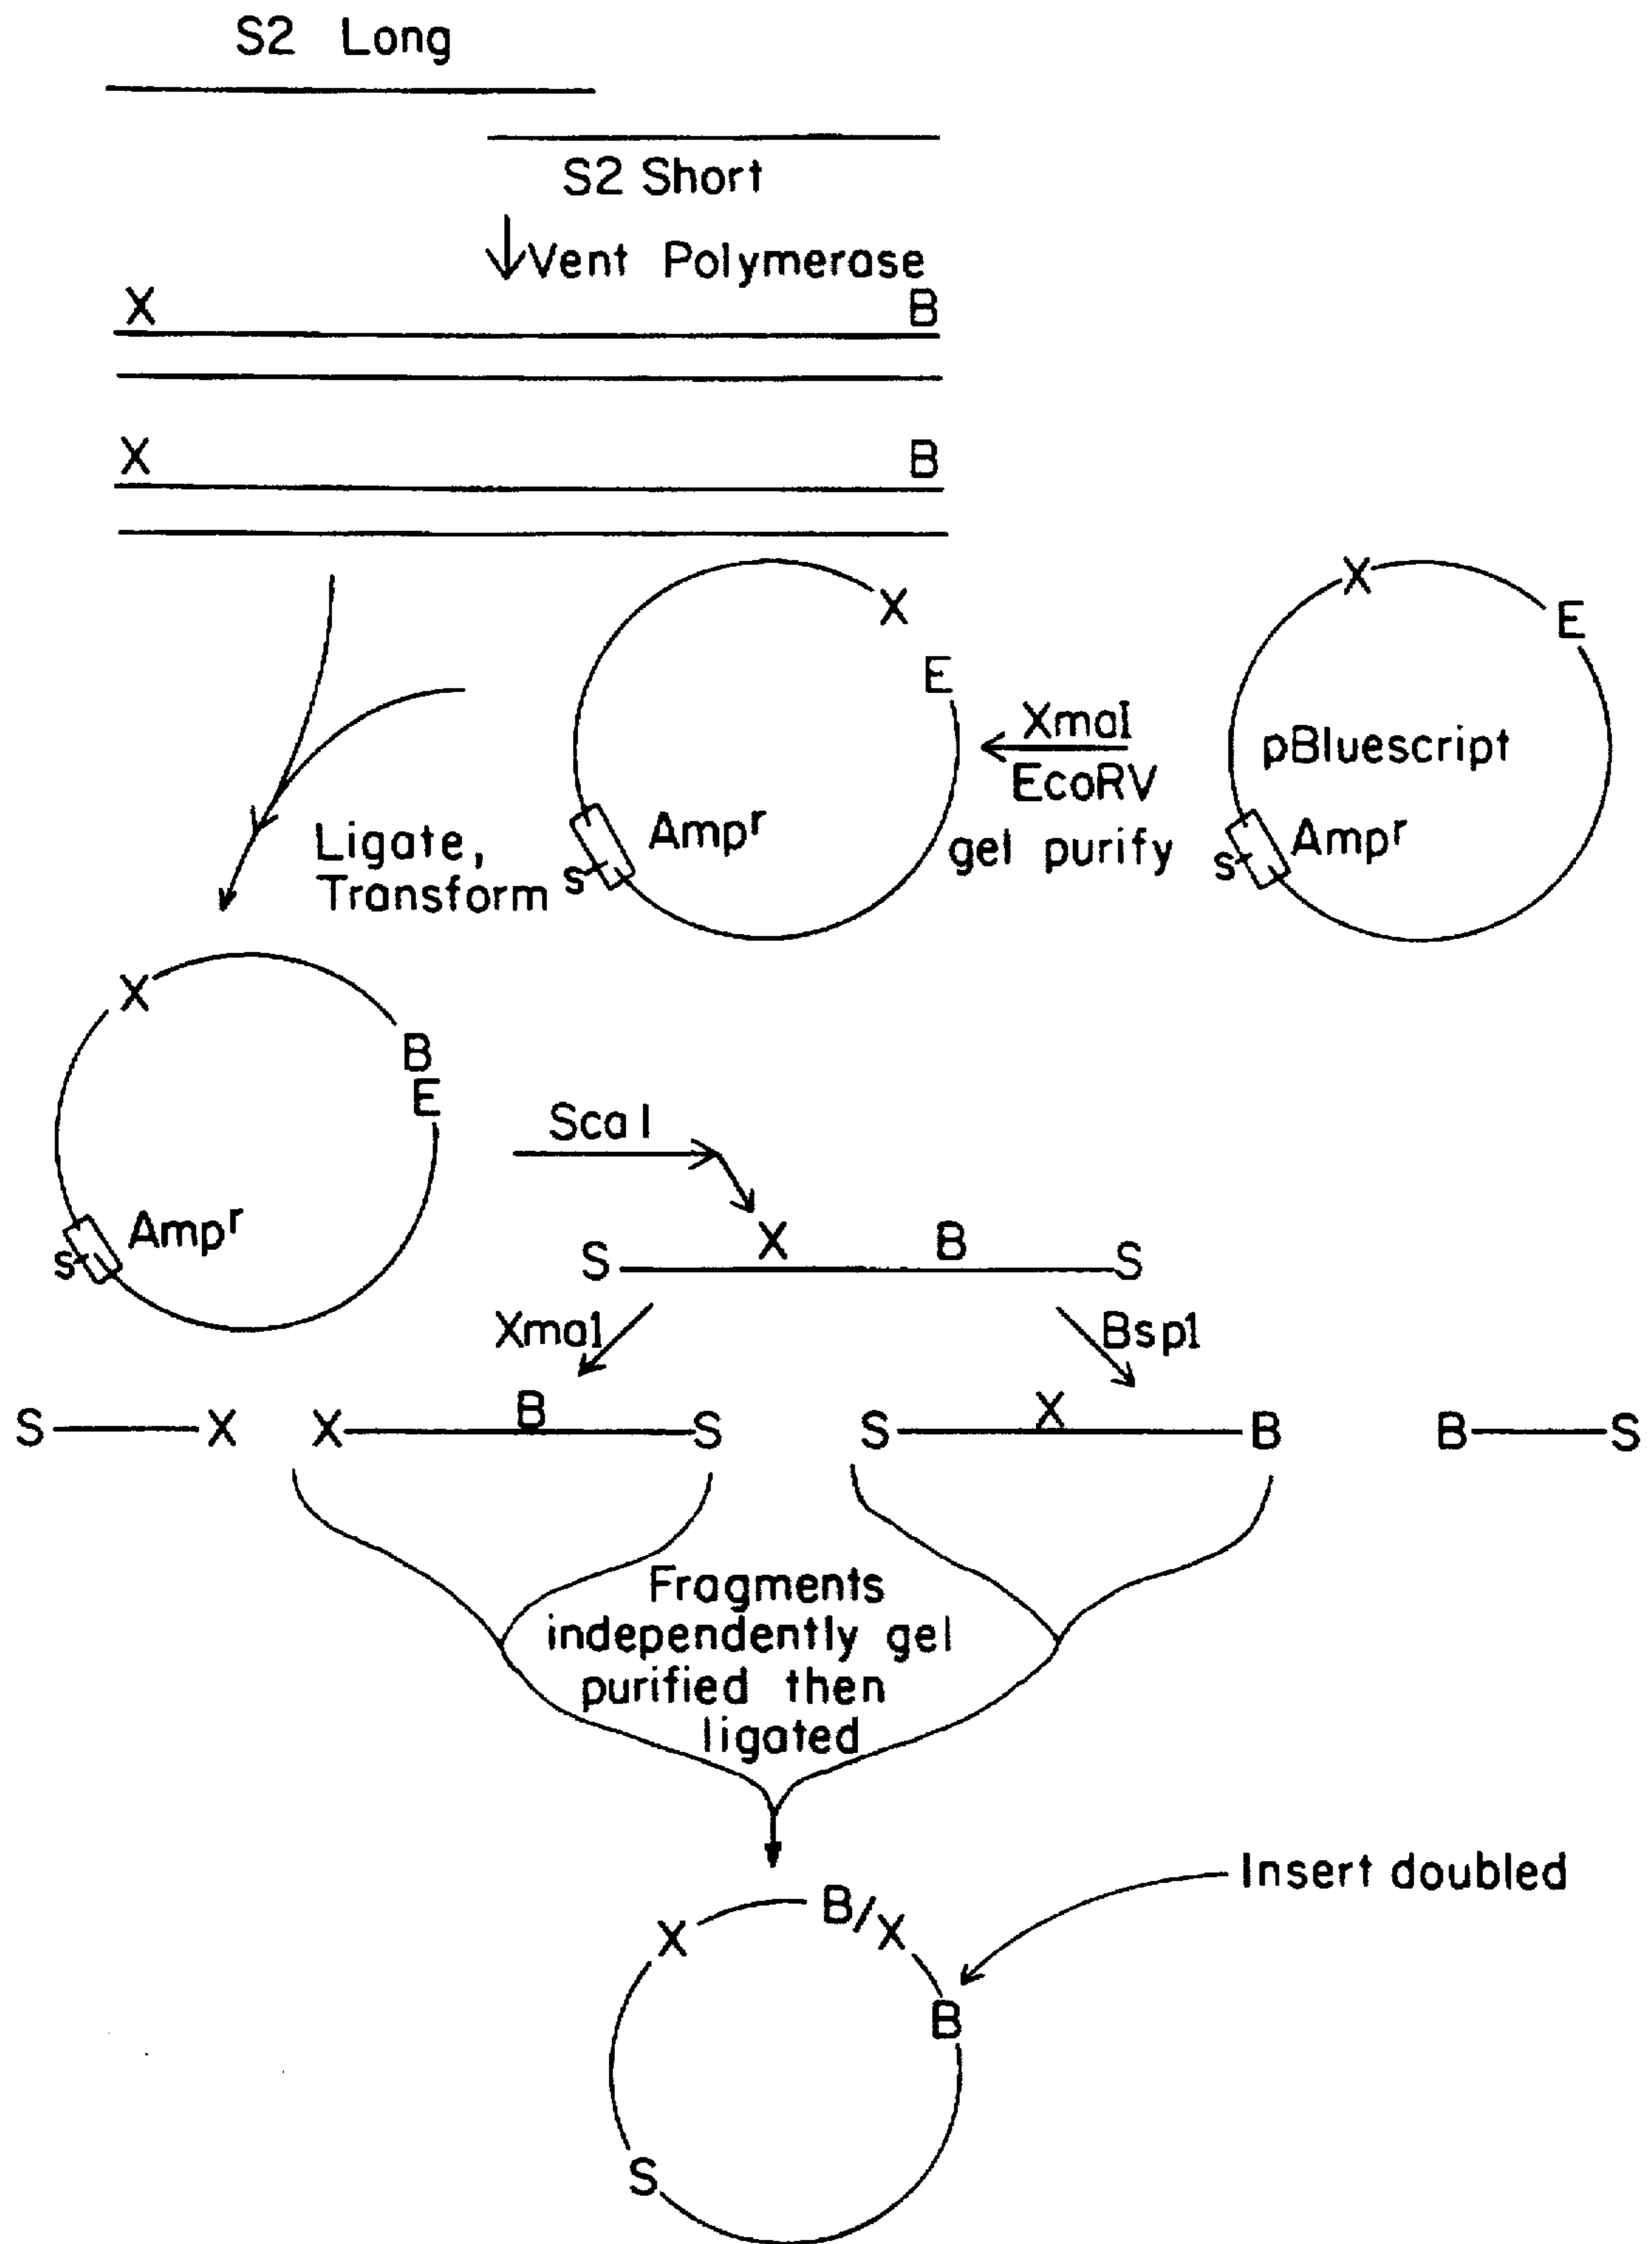 S2 Long
S2 Short
Vent Polymerase
X B
X B
X
E
Ampr
s
XmaI
EcoRV
gel purify
X
E
pBluescript
Ampr
s
Ligate,
Transform
X
B
E
Ampr
s
Sca I
S X B S
Xma1
Bsp1
S X
X B S
S X B
B S
Fragments
independently gel
purified then
ligated
Insert doubled
X B/X
B
S